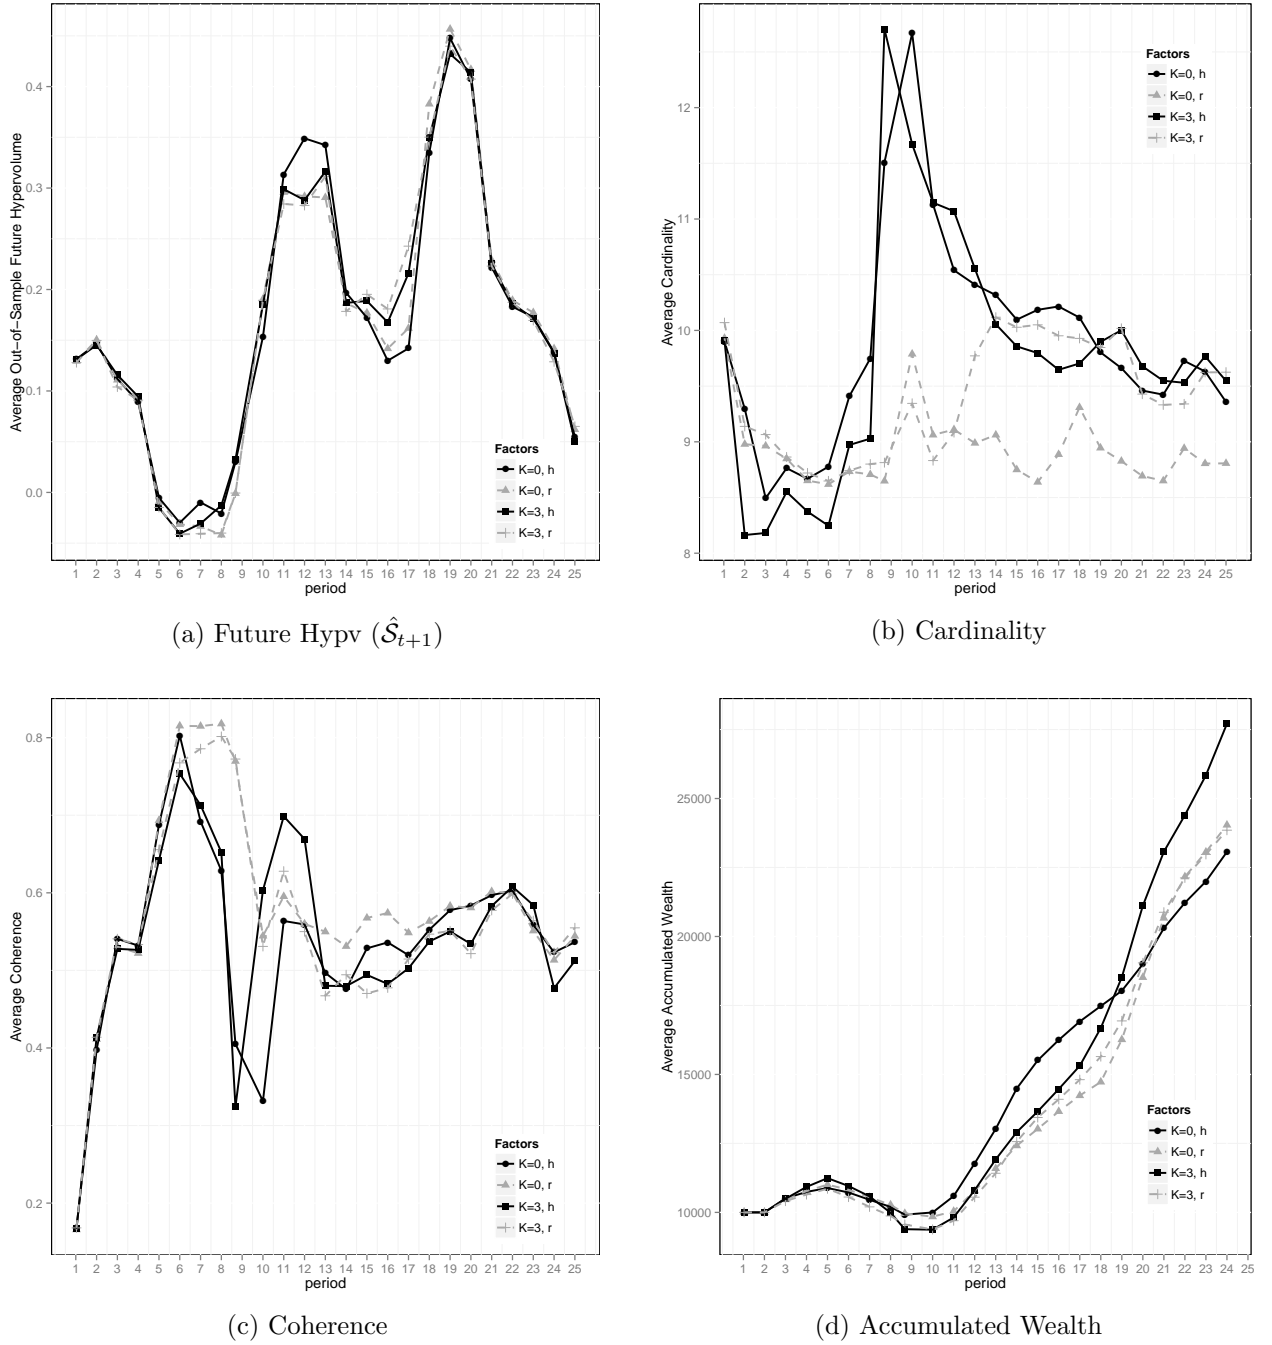 Average Out−of−Sample Future Hypervolume
0.4
0.3
0.2
0.1
0.0
Factors
K=0, h
K=0, r
K=3, h
K=3, r
1 2 3 4 5 6 7 8 9 10 11 12 13 14 15 16 17 18 19 20 21 22 23 24 25
period
(a) Future Hypv (Ŝt+1)
Average Cardinality
12
11
10
9
8
Factors
K=0, h
K=0, r
K=3, h
K=3, r
1 2 3 4 5 6 7 8 9 10 11 12 13 14 15 16 17 18 19 20 21 22 23 24 25
period
(b) Cardinality
Average Coherence
0.8
0.6
0.4
0.2
Factors
K=0, h
K=0, r
K=3, h
K=3, r
1 2 3 4 5 6 7 8 9 10 11 12 13 14 15 16 17 18 19 20 21 22 23 24 25
period
(c) Coherence
Average Accumulated Wealth
25000
20000
15000
10000
Factors
K=0, h
K=0, r
K=3, h
K=3, r
1 2 3 4 5 6 7 8 9 10 11 12 13 14 15 16 17 18 19 20 21 22 23 24 25
period
(d) Accumulated Wealth